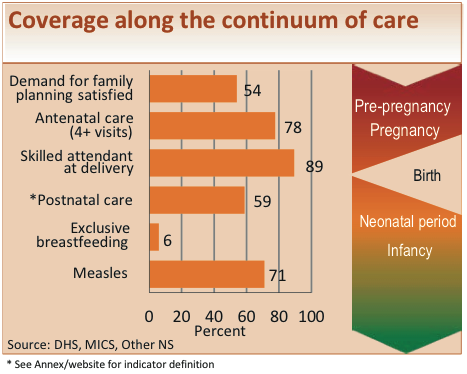 Coverage along the continuum of care
Demand for family
planning satisfied
54
Antenatal care
(4+ visits)
78
Skilled attendant
at delivery
89
*Postnatal care
59
Exclusive
breastfeeding
6
Measles
71
0 20 40 60 80 100
Percent
Pre-pregnancy
Pregnancy
Birth
Neonatal period
Infancy
Source: DHS, MICS, Other NS
* See Annex/website for indicator definition